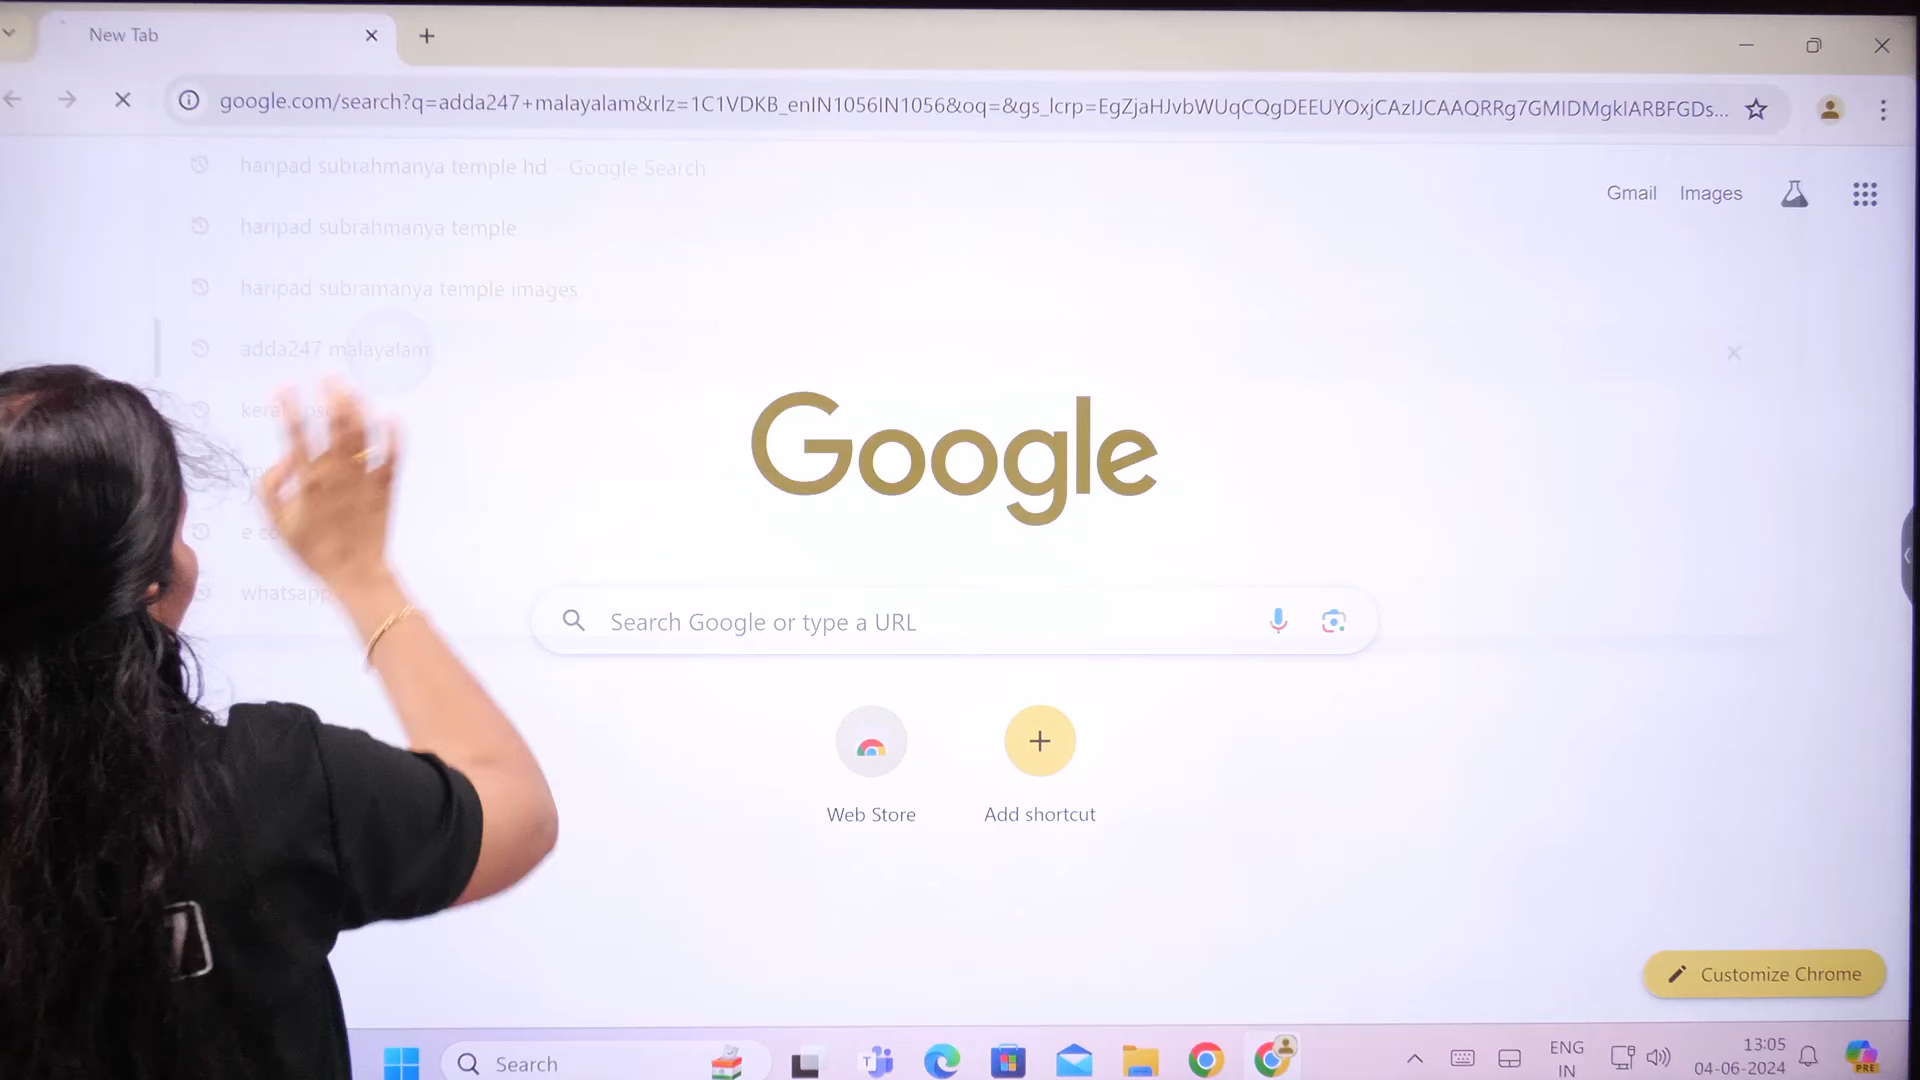 New Tab
google.com/search?q=adda247+malayalam&rlz=1C1VDKB_enIN1056IN1056&oq=&gs_lcrp=EgZjaHJvbWUqCQgDEEUYOxjCAzIJCAAQRRg7GMIDMgkIARBFGDs...
haripad subrahmanya temple hd - Google Search
Gmail Images
haripad subrahmanya temple
haripad subramanya temple images
adda247 malayalam
Google
whatsapp
Search Google or type a URL
Web Store
Add shortcut
Customize Chrome
Search
ENG
IN
13:05
04-06-2024
PRE